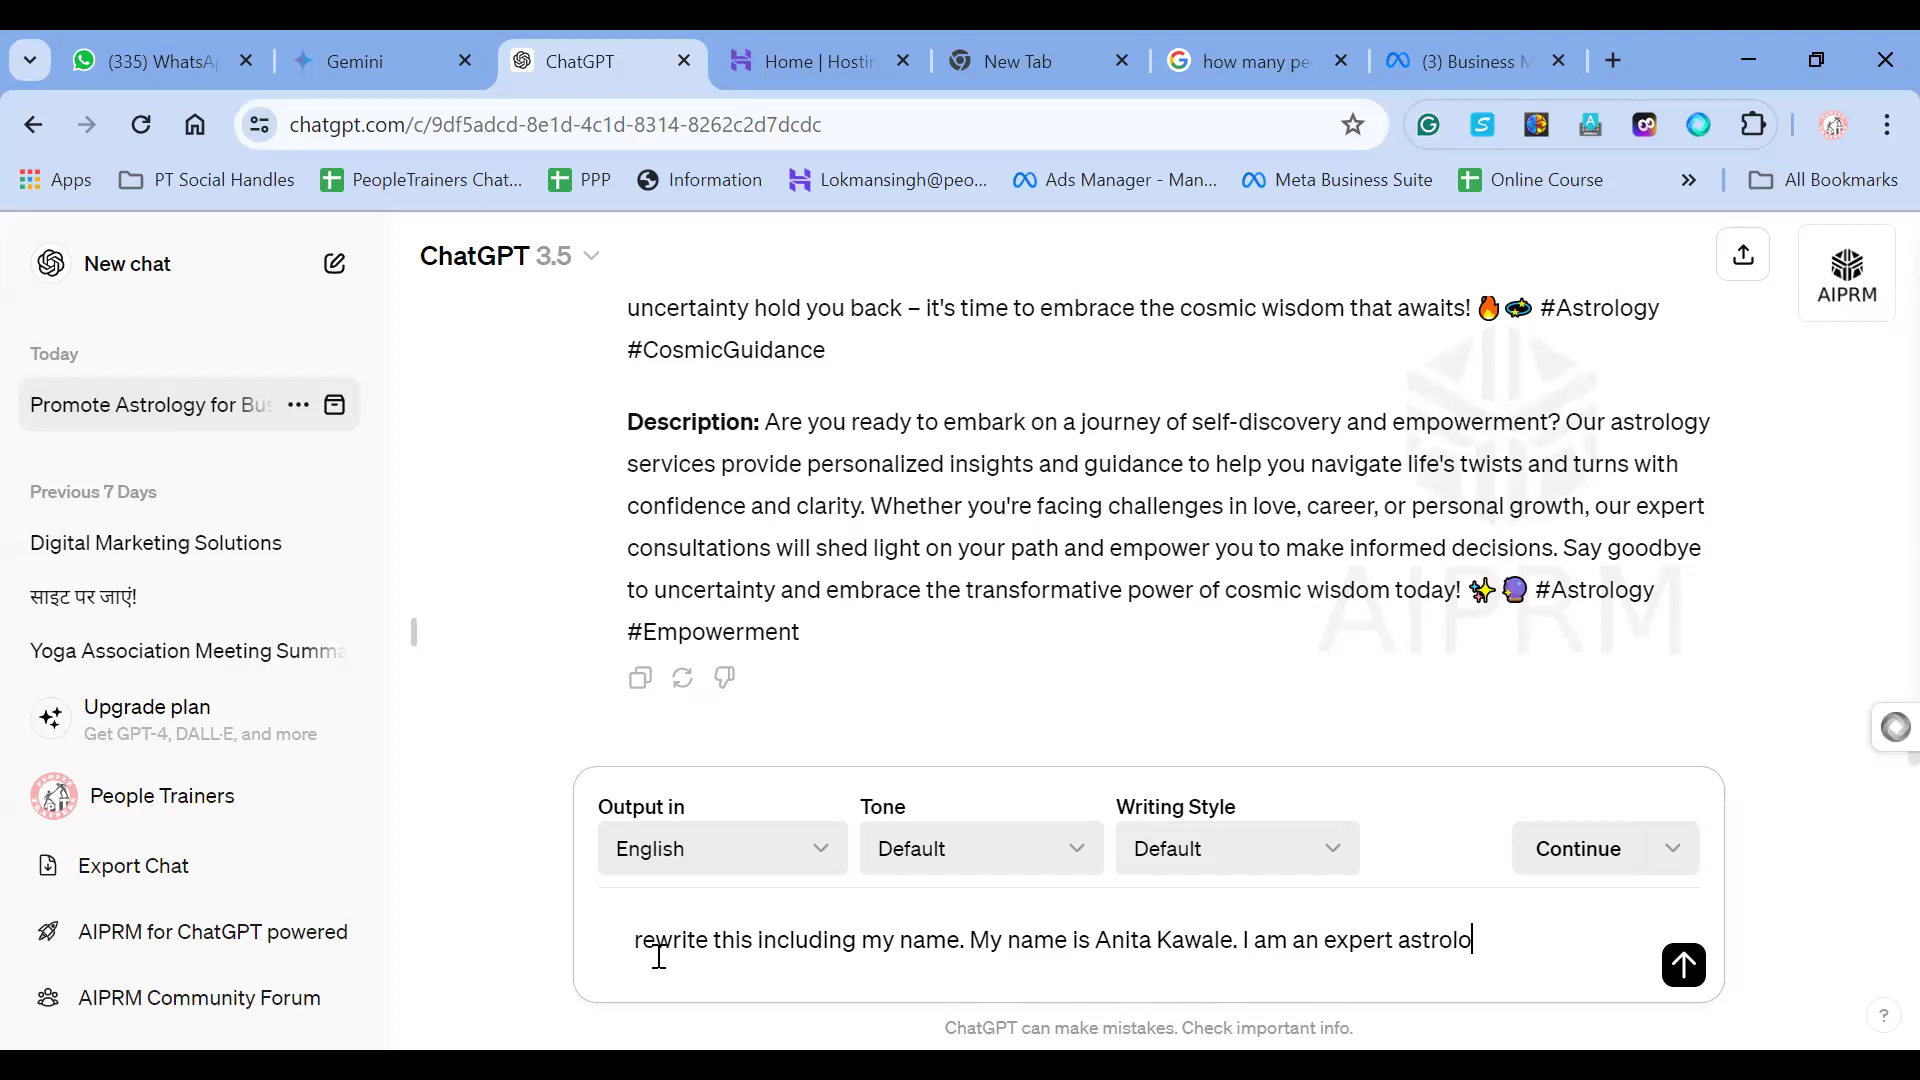 (335) WhatsA
Gemini
ChatGPT
Home | Hostin
New Tab
how many pe
(3) Business M
chatgpt.com/c/9df5adcd-8e1d-4c1d-8314-8262c2d7dcdc
Apps
PT Social Handles
PeopleTrainers Chat...
PPP
Information
Lokmansingh@peo...
Ads Manager - Man...
Meta Business Suite
Online Course
All Bookmarks
New chat
Today
Promote Astrology for Bus
Previous 7 Days
Digital Marketing Solutions
साइट पर जाएं!
Yoga Association Meeting Summa
Upgrade plan
Get GPT-4, DALL·E, and more
People Trainers
Export Chat
AIPRM for ChatGPT powered
AIPRM Community Forum
ChatGPT 3.5
AIPRM
uncertainty hold you back – it's time to embrace the cosmic wisdom that awaits! 🔥💫 #Astrology
#CosmicGuidance
Description: Are you ready to embark on a journey of self-discovery and empowerment? Our astrology
services provide personalized insights and guidance to help you navigate life's twists and turns with
confidence and clarity. Whether you're facing challenges in love, career, or personal growth, our expert
consultations will shed light on your path and empower you to make informed decisions. Say goodbye
to uncertainty and embrace the transformative power of cosmic wisdom today! ✨🔮 #Astrology
#Empowerment
AIPRM
Output in
Tone
Writing Style
English
Default
Default
Continue
rewrite this including my name. My name is Anita Kawale. I am an expert astrolo
ChatGPT can make mistakes. Check important info.
?